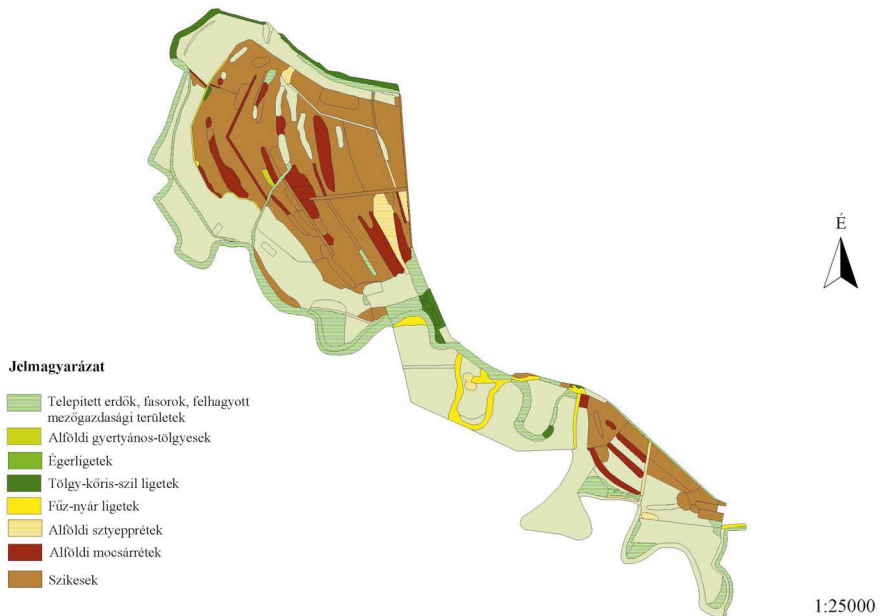 É
Jelmagyarázat
Telepített erdők, fasorok, felhagyott
mezőgazdasági területek
Alföldi gyertyános-tölgyesek
Égerligetek
Tölgy-kőris-szil ligetek
Fűz-nyár ligetek
Alföldi sztyepprétek
Alföldi mocsárrétek
Szikesek
1:25000